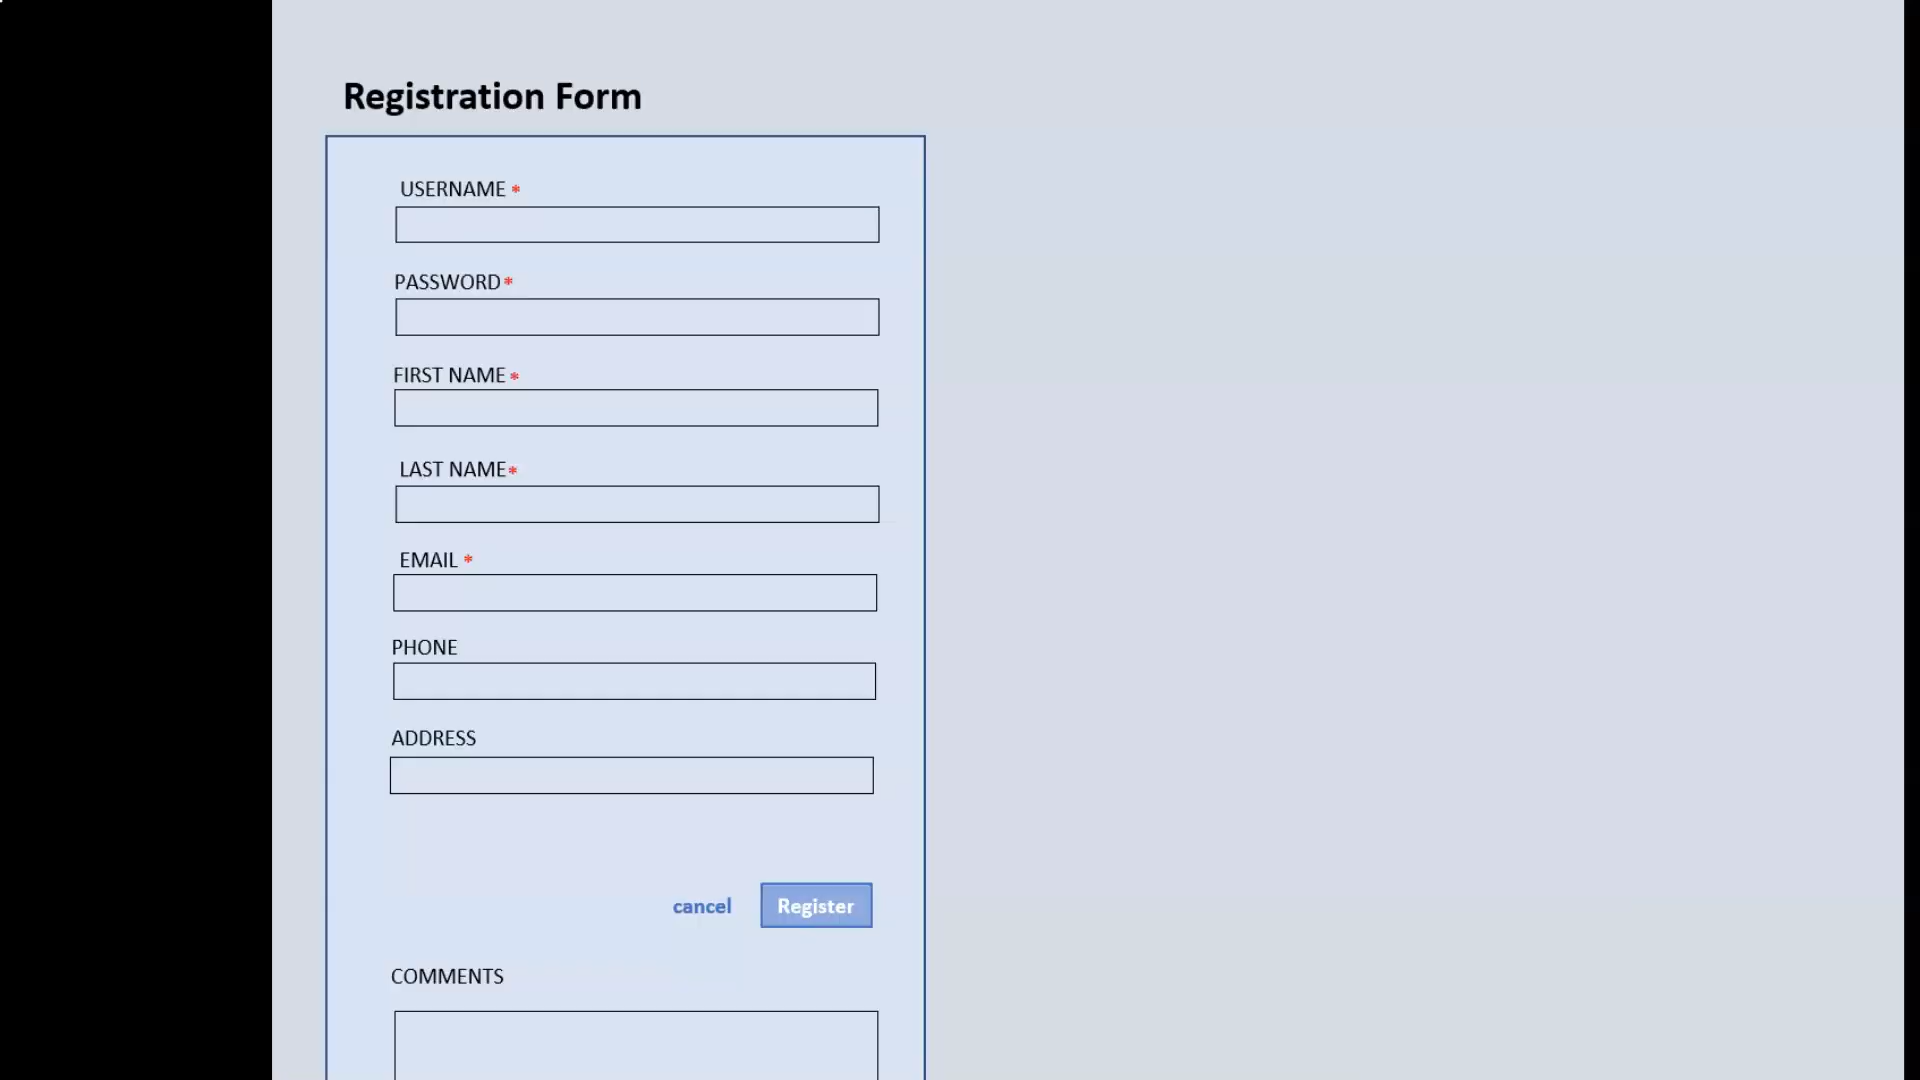 Registration Form
USERNAME *
PASSWORD*
FIRST NAME*
LAST NAME*
EMAIL *
PHONE
ADDRESS
cancel Register
COMMENTS